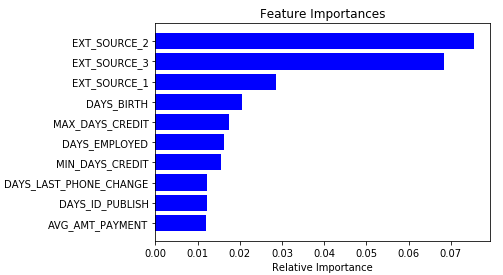 Feature Importances
EXT_SOURCE_2
EXT_SOURCE_3
EXT_SOURCE_1
DAYS_BIRTH
MAX_DAYS_CREDIT
DAYS_EMPLOYED
MIN_DAYS_CREDIT
DAYS_LAST_PHONE_CHANGE
DAYS_ID_PUBLISH
AVG_AMT_PAYMENT
0.00 0.01 0.02 0.03 0.04 0.05 0.06 0.07
Relative Importance